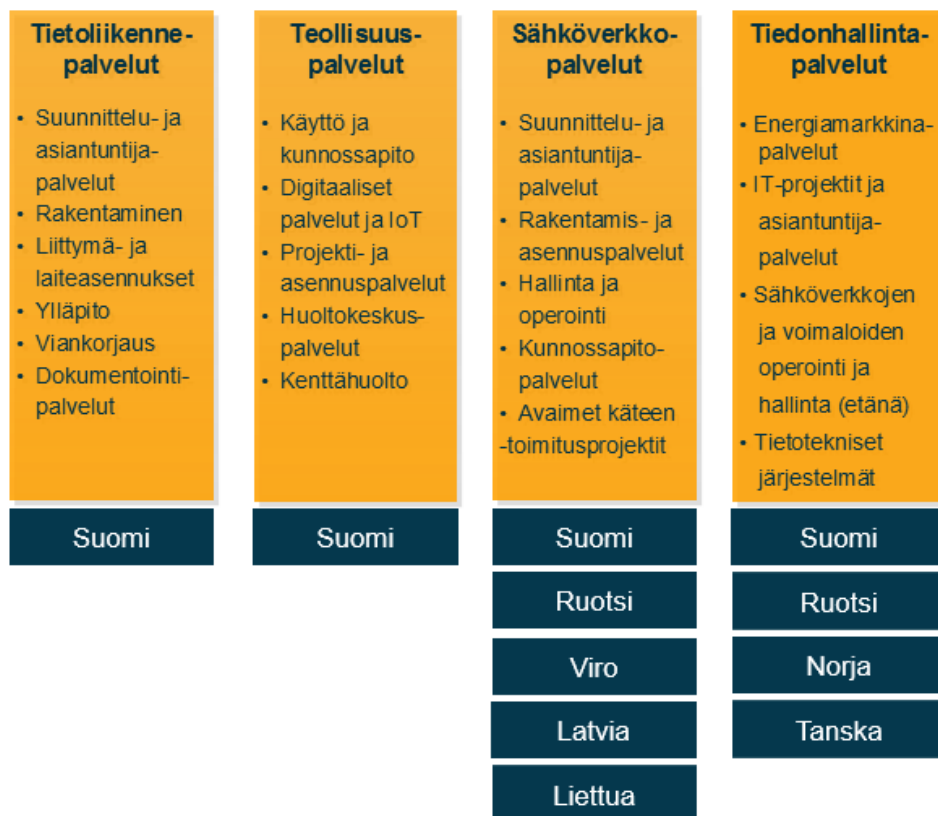 Tietoliikenne-
palvelut
• Suunnittelu- ja
asiantuntija-
palvelut
• Rakentaminen
• Liittymä- ja
laiteasennukset
• Ylläpito
• Viankorjaus
• Dokumentointi-
palvelut
Suomi
Teollisuus-
palvelut
• Käyttö ja
kunnossapito
• Digitaaliset
palvelut ja IoT
• Projekti- ja
asennuspalvelut
• Huoltokeskus-
palvelut
• Kenttähuolto
Suomi
Sähköverkko-
palvelut
• Suunnittelu- ja
asiantuntija-
palvelut
• Rakentamis- ja
asennuspalvelut
• Hallinta ja
operointi
• Kunnossapito-
palvelut
• Avaimet käteen
-toimitusprojektit
Suomi
Ruotsi
Viro
Latvia
Liettua
Tiedonhallinta-
palvelut
• Energiamarkkina-
palvelut
• IT-projektit ja
asiantuntija-
palvelut
• Sähköverkkojen
ja voimaloiden
operointi ja
hallinta (etänä)
• Tietotekniset
järjestelmät
Suomi
Ruotsi
Norja
Tanska